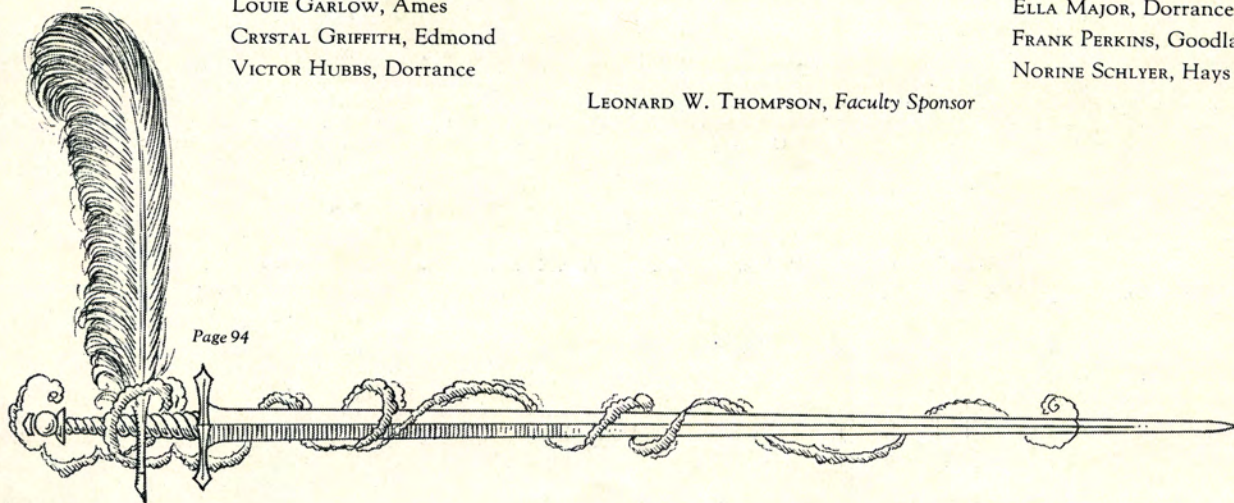 LOUIE GARLOW, Ames
CRYSTAL GRIFFITH, Edmond
VICTOR HUBBS, Dorrance
ELLA MAJOR, Dorrance
FRANK PERKINS,
NORINE SCHLYER, Hays
LEONARD W. THOMPSON, Faculty Sponsor
Page 94